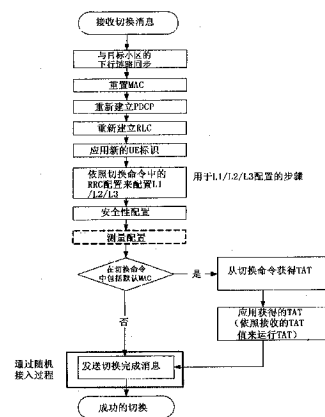 接收切换消息
与目标小区的
下行链路同步
重置MAC
重新建立PDCP
重新建立RLC
应用新的UE标识
依照切换命令中的
RRC配置来配置L1
/L2/L3
用于L1/L2/L3配置的步骤
安全性配置
测量配置
在切换命令
中包括默认MAC
是
从切换命令获得TAT
否
应用获得的TAT
(依照接收的TAT
值来运行TAT)
通过随机
接入过程
发送切换完成消息
成功的切换